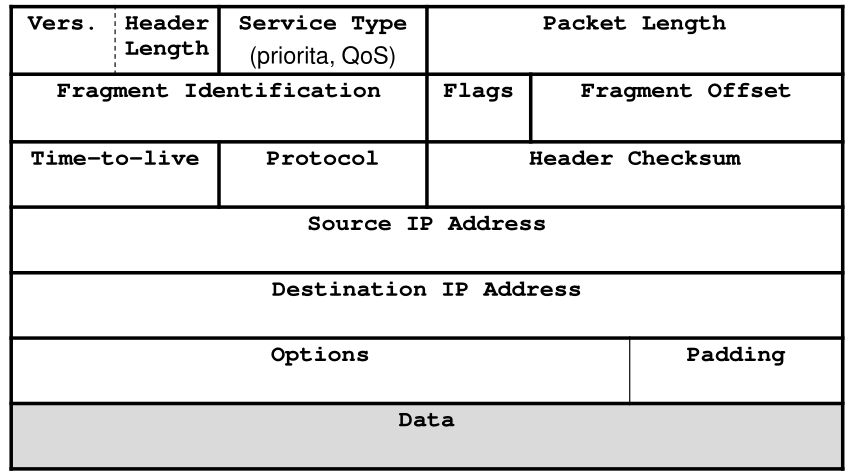 Vers. Header Length Service Type (priorita, QoS) Packet Length
Fragment Identification Flags Fragment Offset
Time-to-live Protocol Header Checksum
Source IP Address
Destination IP Address
Options Padding
Data